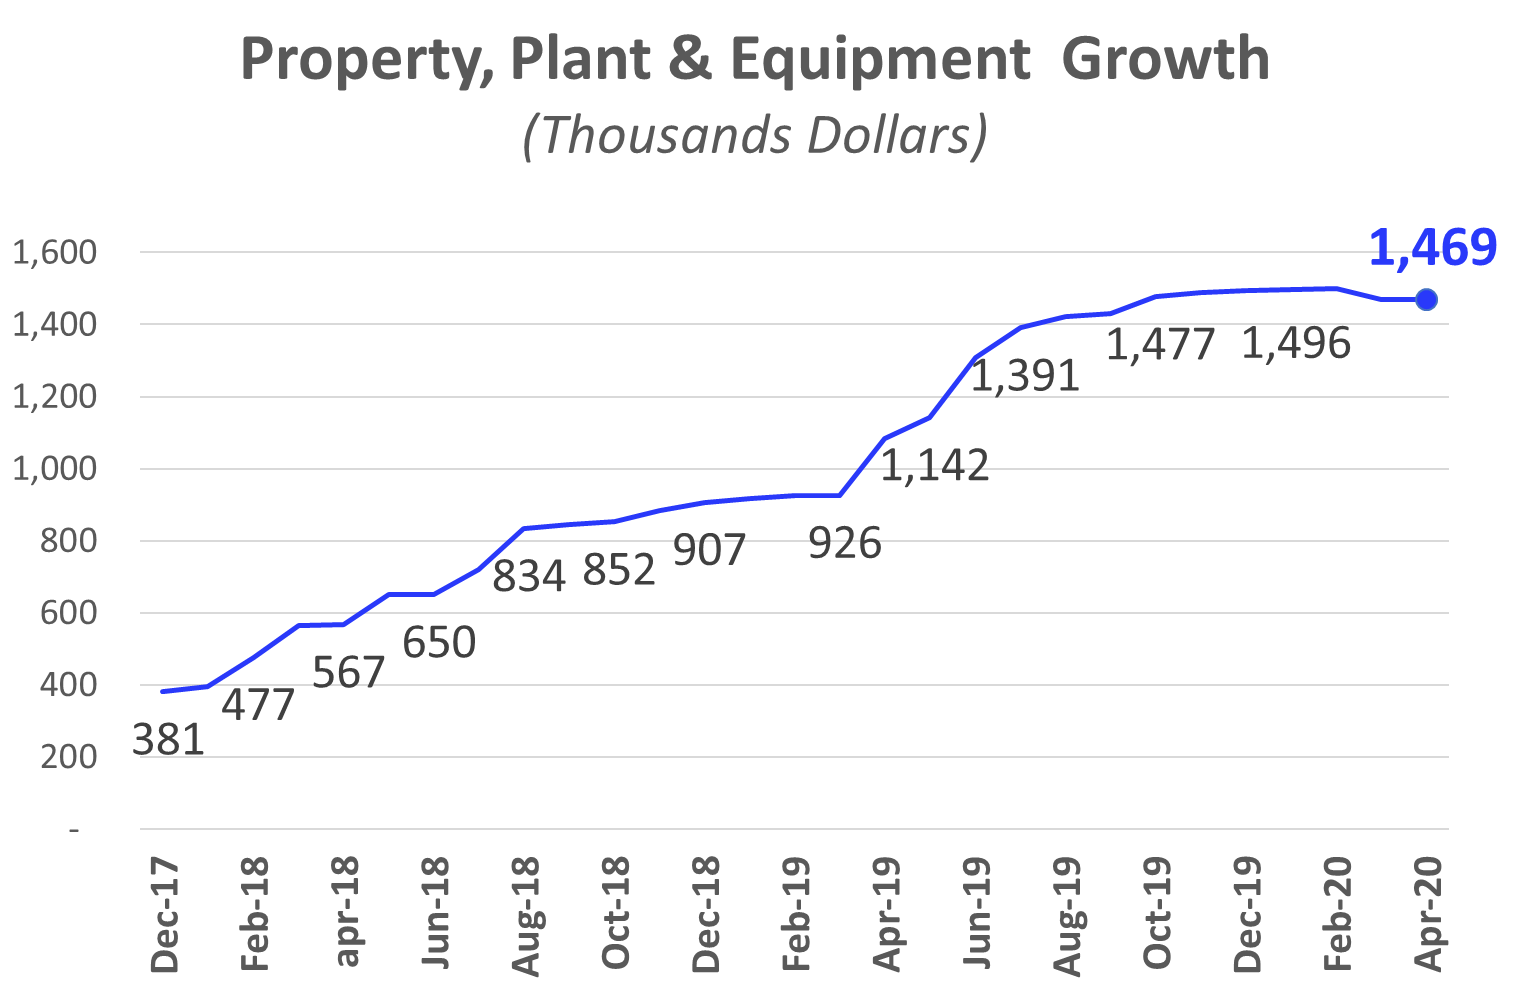 Property, Plant & Equipment  Growth
(Thousands Dollars)
1,600
1,400
1,200
1,000
800
600
400
200
-
381
477
567
650
834
852
907
926
1,142
1,391
1,477
1,496
1,469
Dec-17
Feb-18
apr-18
Jun-18
Aug-18
Oct-18
Dec-18
Feb-19
Apr-19
Jun-19
Aug-19
Oct-19
Dec-19
Feb-20
Apr-20